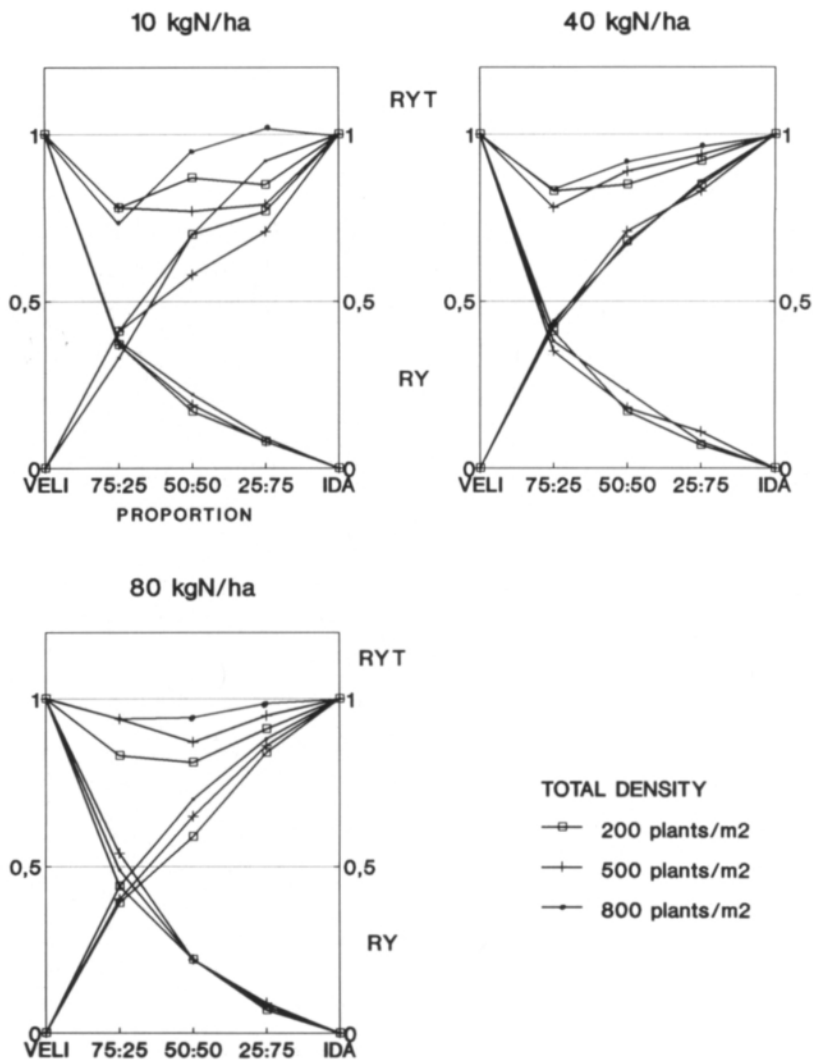 10 kgN/ha
40 kgN/ha
RYT
1
1
1
1
0,5
0,5
0,5
0,5
RY
0
0
0
0
VELI 75:25 50:50 25:75 IDA
VELI 75:25 50:50 25:75 IDA
PROPORTION
80 kgN/ha
RYT
1
1
0,5
0,5
RY
0
0
VELI 75:25 50:50 25:75 IDA
TOTAL DENSITY
200 plants/m2
500 plants/m2
800 plants/m2